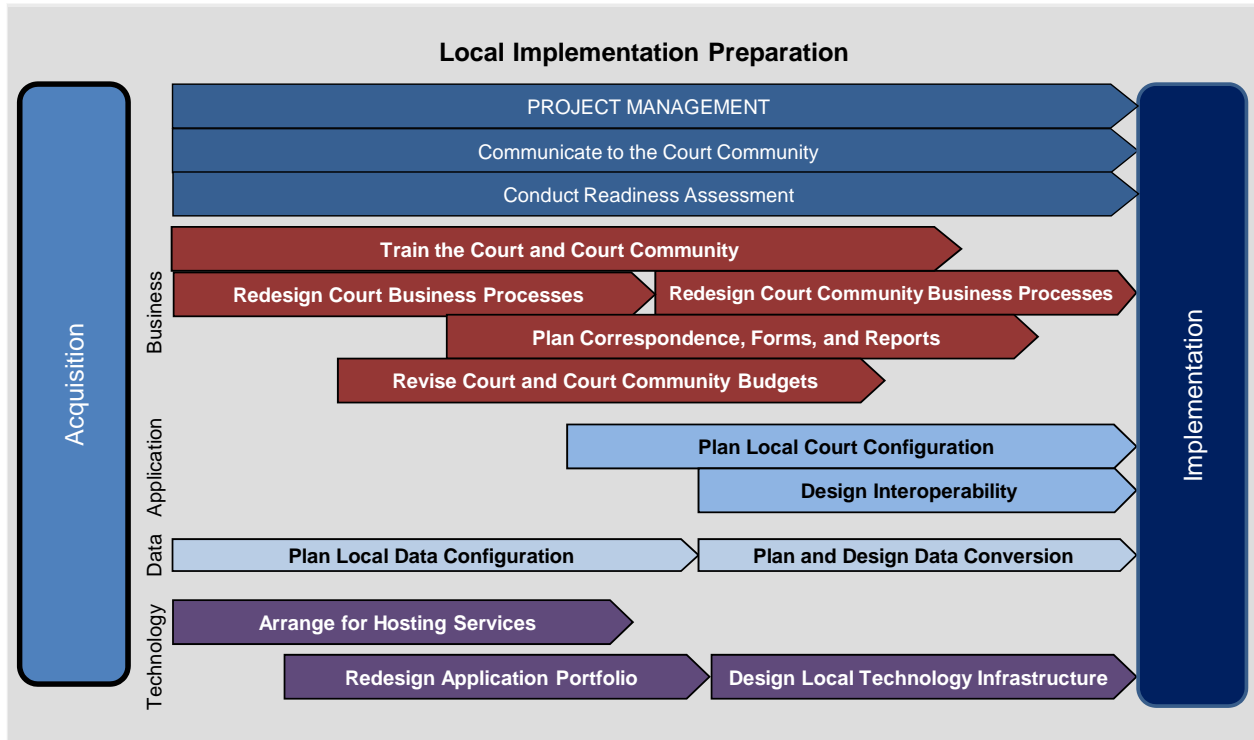 Local Implementation Preparation
Acquisition
PROJECT MANAGEMENT
Communicate to the Court Community
Conduct Readiness Assessment
Business
Train the Court and Court Community
Redesign Court Business Processes
Redesign Court Community Business Processes
Plan Correspondence, Forms, and Reports
Revise Court and Court Community Budgets
Application
Plan Local Court Configuration
Design Interoperability
Data
Plan Local Data Configuration
Plan and Design Data Conversion
Technology
Arrange for Hosting Services
Redesign Application Portfolio
Design Local Technology Infrastructure
Implementation